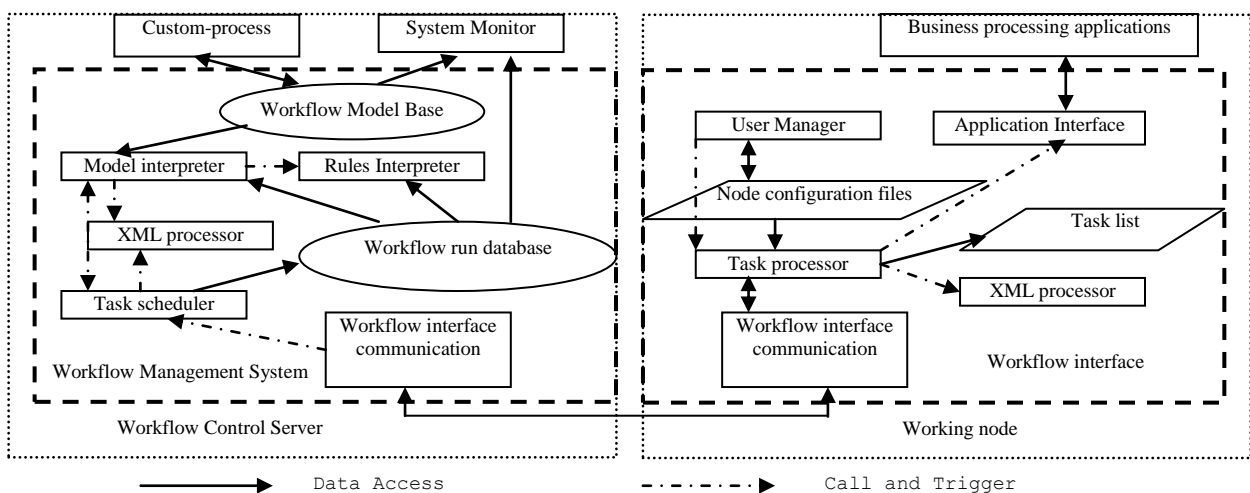 Custom-process
System Monitor
Workflow Model Base
Model interpreter
Rules Interpreter
XML processor
Workflow run database
Task scheduler
Workflow interface
communication
Workflow Management System
Workflow Control Server
Business processing applications
User Manager
Application Interface
Node configuration files
Task list
Task processor
XML processor
Workflow interface
communication
Workflow interface
Working node
Data Access
Call and Trigger